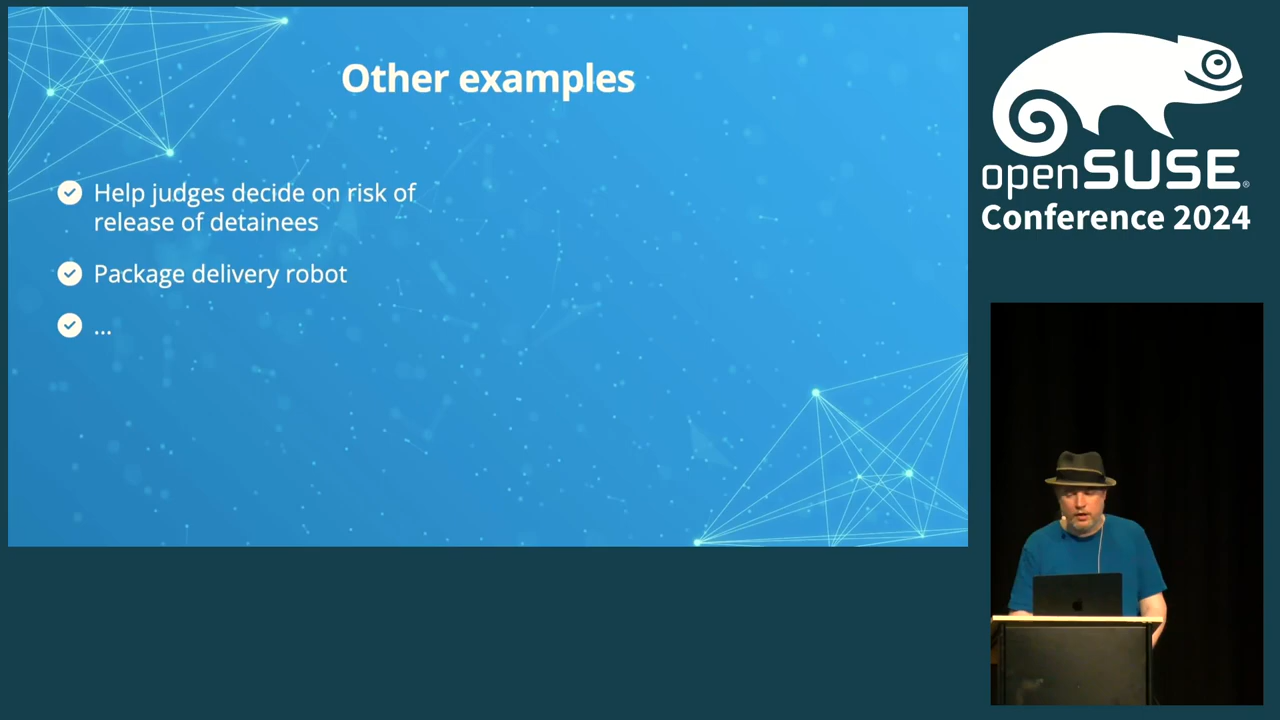 Other examples
Help judges decide on risk of
release of detainees
Package delivery robot
...
openSUSE®
Conference 2024